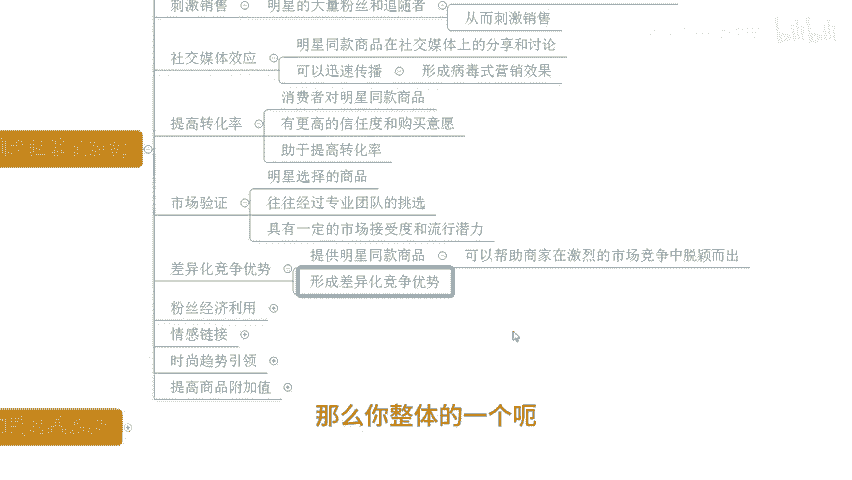 刺激销售
明星的大量粉丝和追随者
从而刺激销售
社交媒体效应
明星同款商品在社交媒体上的分享和讨论
可以迅速传播
形成病毒式营销效果
提高转化率
消费者对明星同款商品
有更高的信任度和购买意愿
助于提高转化率
市场验证
明星选择的商品
往往经过专业团队的挑选
具有一定的市场接受度和流行潜力
差异化竞争优势
提供明星同款商品
可以帮助商家在激烈的市场竞争中脱颖而出
形成差异化竞争优势
粉丝经济利用
情感链接
时尚趋势引领
提高商品附加值
那么你整体的一个呃
bilibili